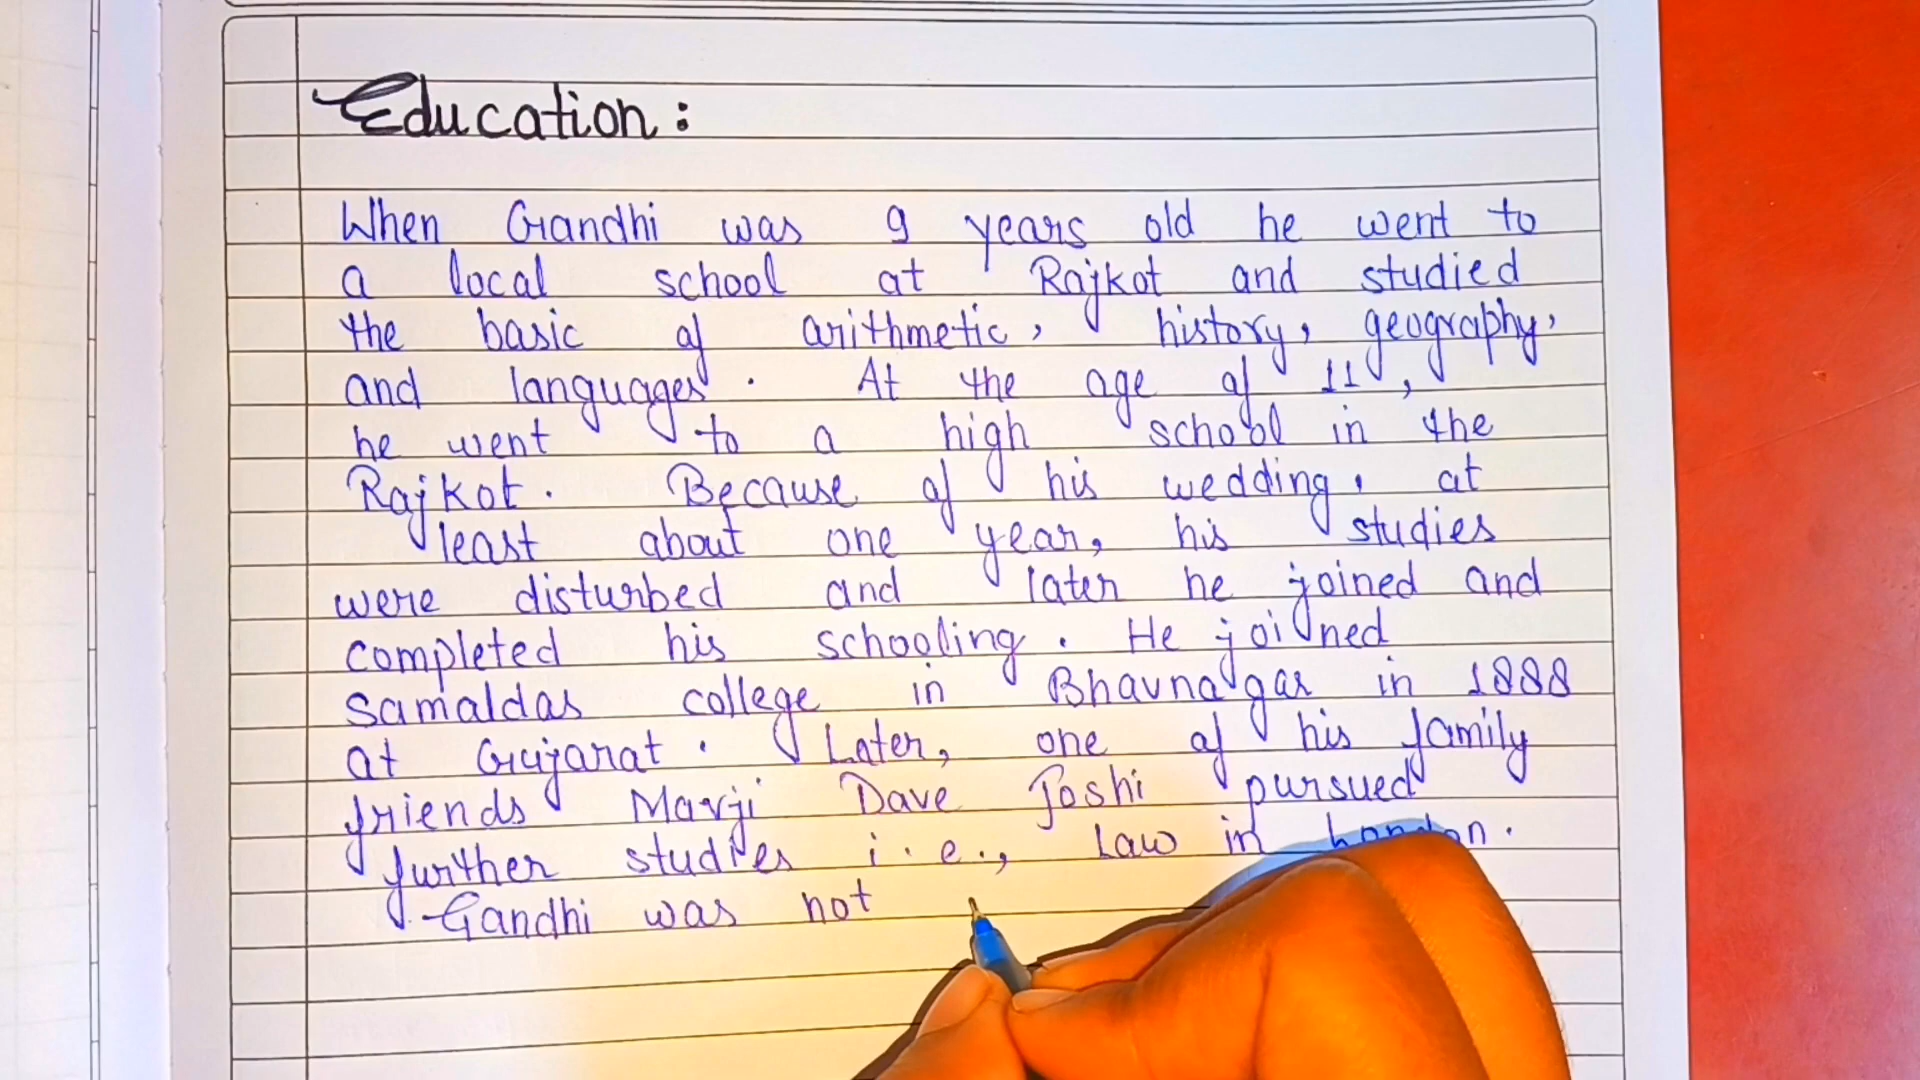 Education :
When Gandhi was 9 years old he went to
a local school at Rajkot and studied
the basic of arithmetic, history, geography,
and languages. At the age of 11,
he went to a high school in the
Rajkot. Because of his wedding, at
least about one year, his studies
were disturbed and later he joined and
completed his schooling. He joined
samaldas college in Bhavnagar in 1888
at Gujarat. Later, one of his family
friends Mavji Dave Joshi pursued
further studies i.e., Law in London.
Gandhi was not